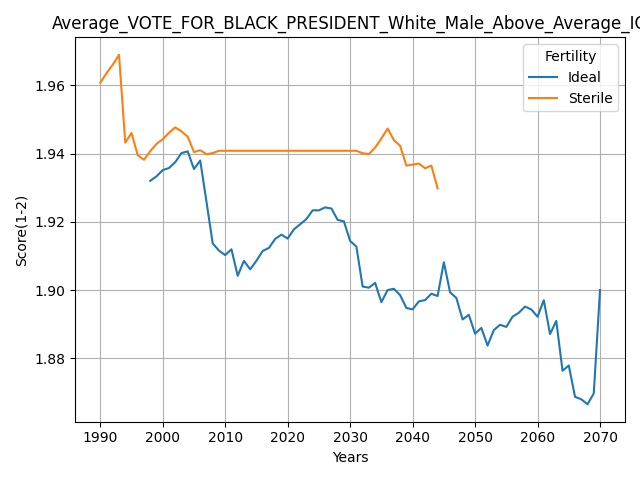 Average_VOTE_FOR_BLACK_PRESIDENT_White_Male_Above_Average_IQ
Fertility
Ideal
Sterile
1.96
1.94
1.92
1.90
1.88
Score(1-2)
1990
2000
2010
2020
2030
2040
2050
2060
2070
Years